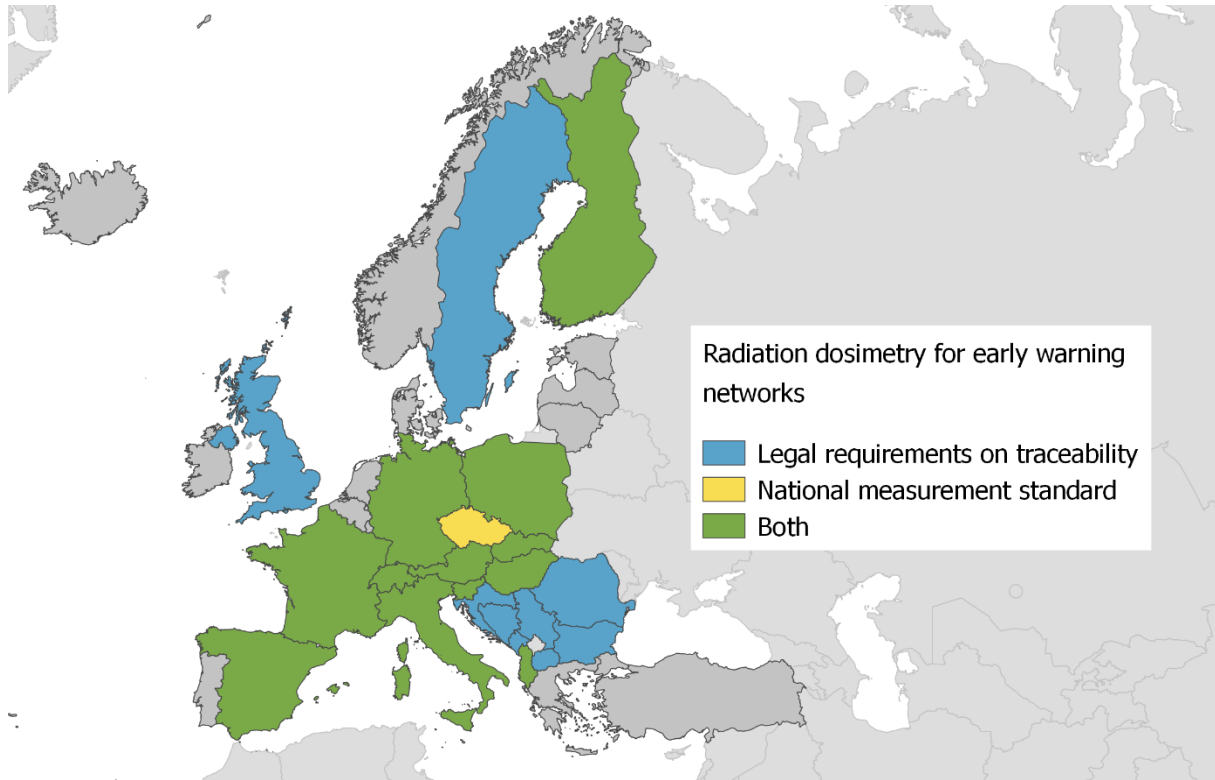 Radiation dosimetry for early warning
networks
Legal requirements on traceability
National measurement standard
Both